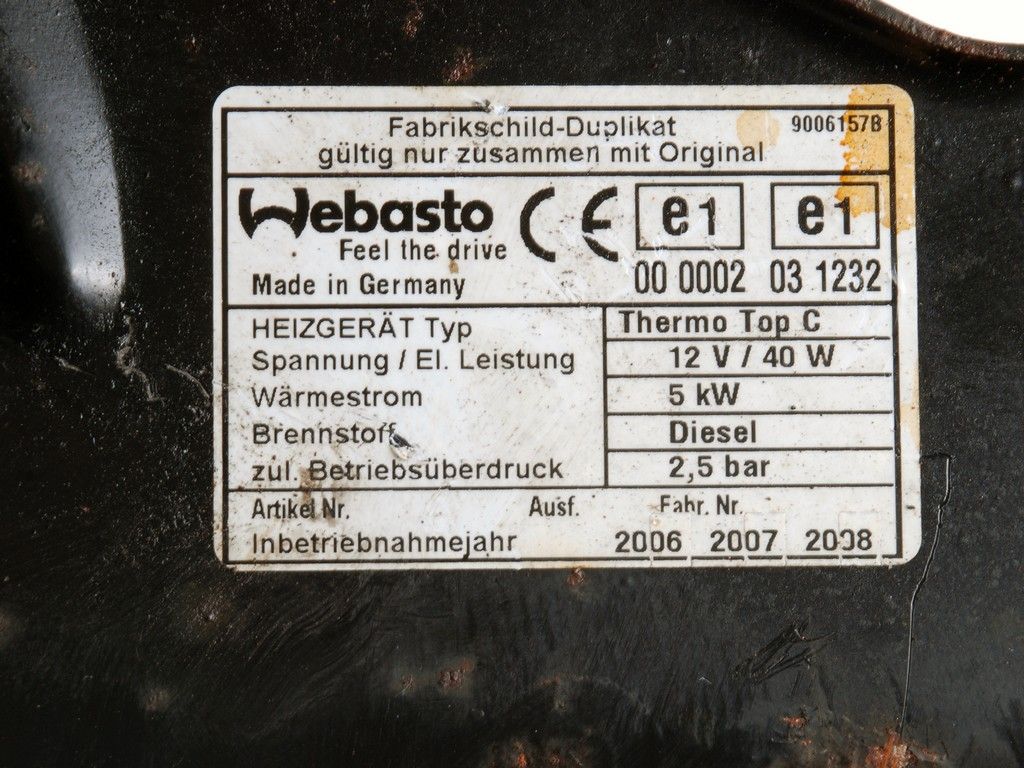 Fabrikschild-Duplikat 9006157B
gültig nur zusammen mit Original
Webasto CE e1 e1
Feel the drive
Made in Germany 00 0002 03 1232
HEIZGERÄT Typ Thermo Top C
Spannung / El. Leistung 12 V / 40 W
Wärmestrom 5 kW
Brennstoff Diesel
zul. Betriebsüberdruck 2,5 bar
Artikel Nr. Ausf. Fabr. Nr.
Inbetriebnahmejahr 2006 2007 2008